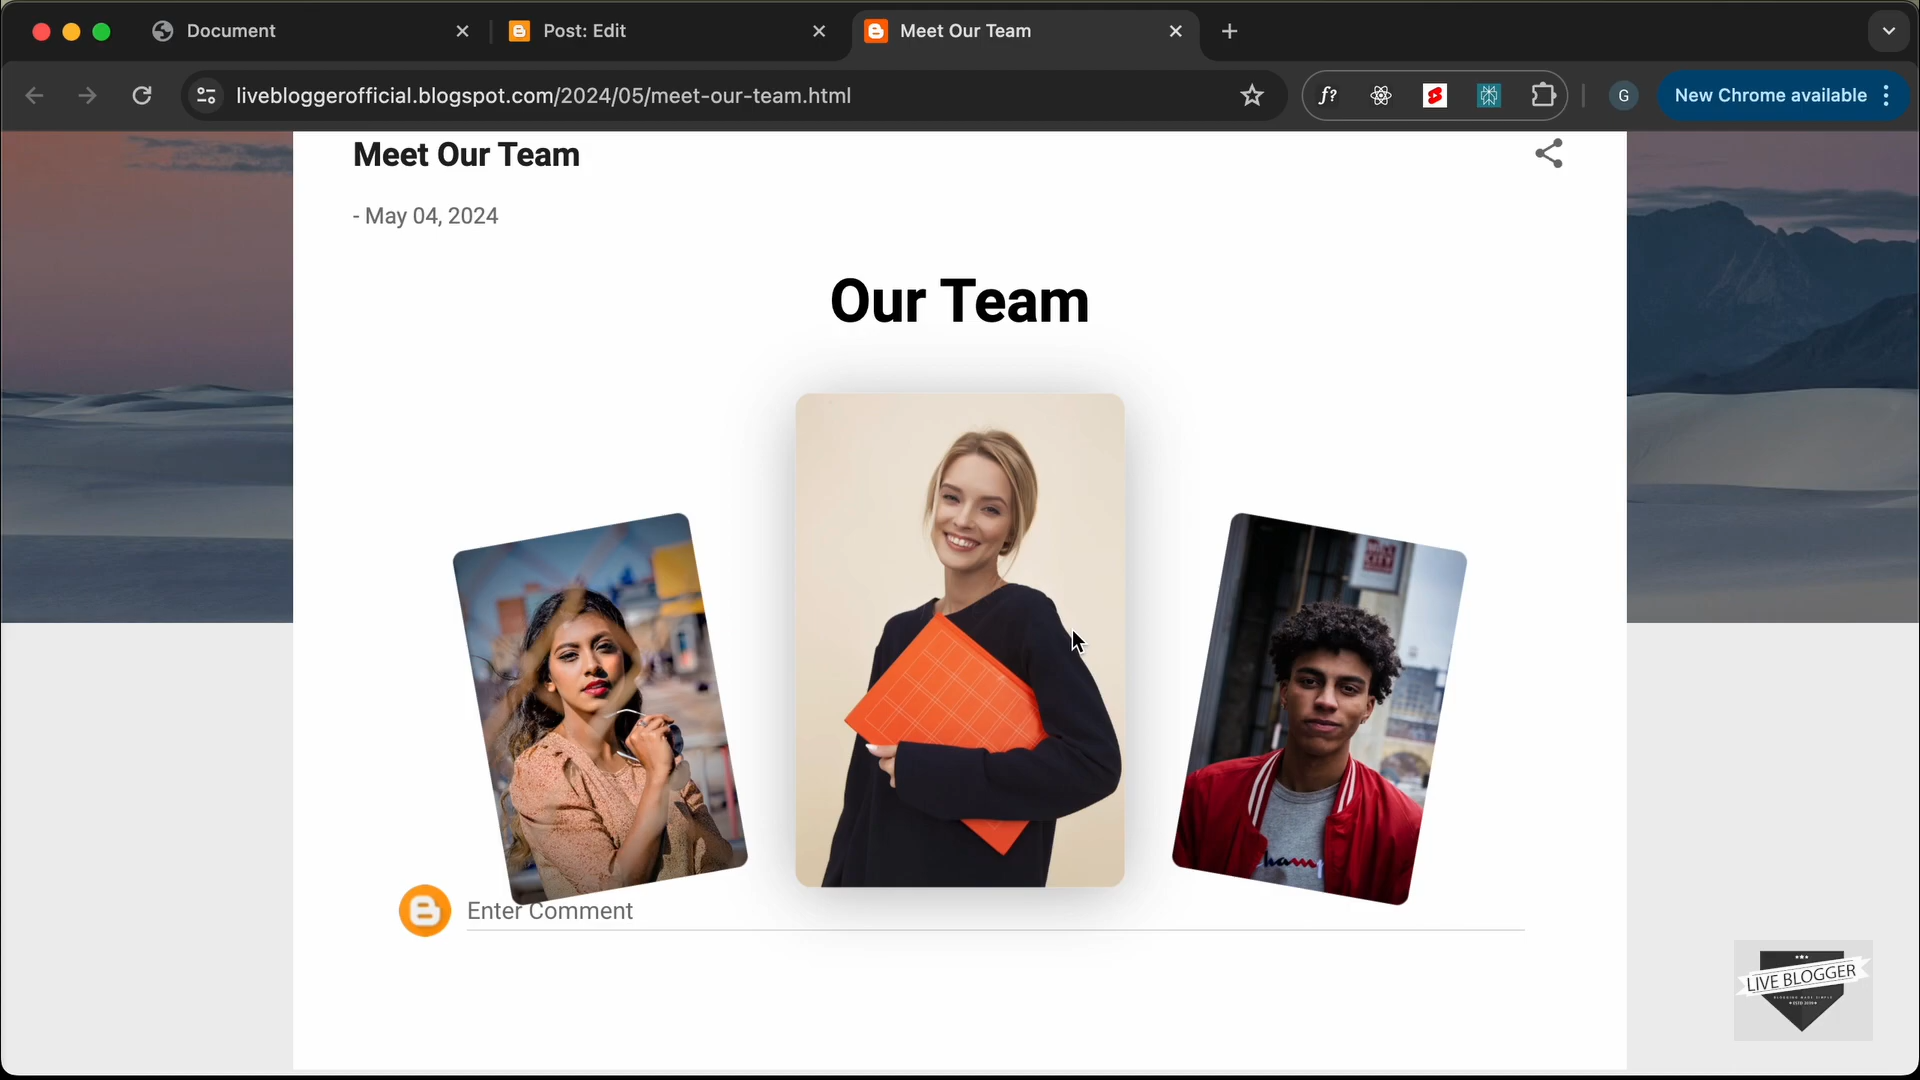 Document
Post: Edit
Meet Our Team
livebloggerofficial.blogspot.com/2024/05/meet-our-team.html
f?
G
New Chrome available
Meet Our Team
- May 04, 2024
Our Team
Enter Comment
LIVE BLOGGER